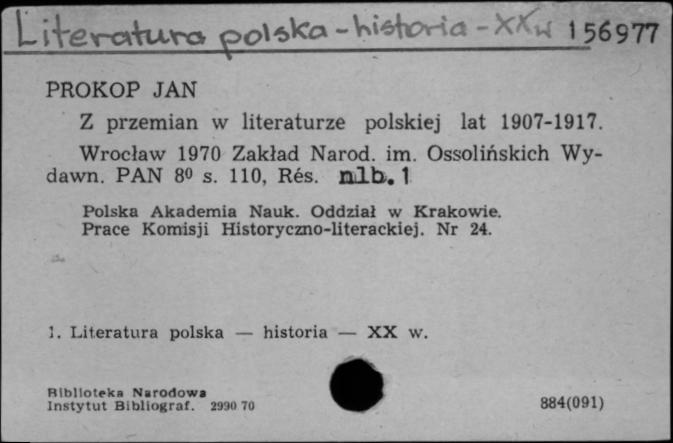 Literatura polska - historia - XX w 156977
PROKOP JAN
Z przemian w literaturze polskiej lat 1907-1917.
Wrocław 1970 Zakład Narod. im. Ossolińskich Wy-
dawn. PAN 8⁰ s. 110, Rés. nlb. 1
Polska Akademia Nauk. Oddział w Krakowie.
Prace Komisji Historyczno-literackiej. Nr 24.
1. Literatura polska — historia — XX w.
Biblioteka Narodowa
Instytut Bibliograf. 2990 70
884(091)